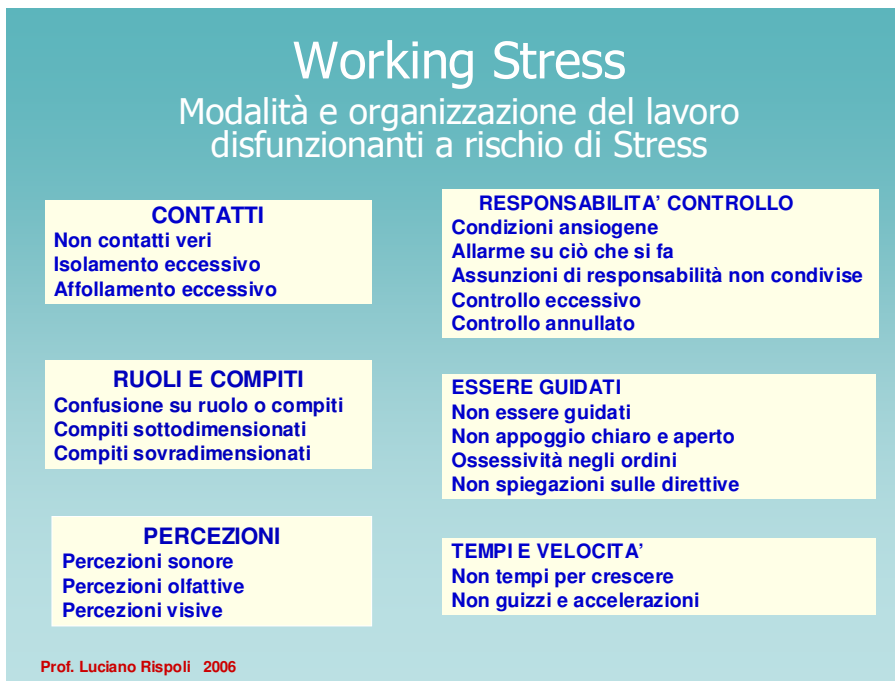 Working Stress
Modalità e organizzazione del lavoro
disfunzionanti a rischio di Stress
CONTATTI
Non contatti veri
Isolamento eccessivo
Affollamento eccessivo
RUOLI E COMPITI
Confusione su ruolo o compiti
Compiti sottodimensionati
Compiti sovradimensionati
PERCEZIONI
Percezioni sonore
Percezioni olfattive
Percezioni visive
RESPONSABILITA’ CONTROLLO
Condizioni ansiogene
Allarme su ciò che si fa
Assunzioni di responsabilità non condivise
Controllo eccessivo
Controllo annullato
ESSERE GUIDATI
Non essere guidati
Non appoggio chiaro e aperto
Ossessività negli ordini
Non spiegazioni sulle direttive
TEMPI E VELOCITA’
Non tempi per crescere
Non guizzi e accelerazioni
Prof. Luciano Rispoli 2006